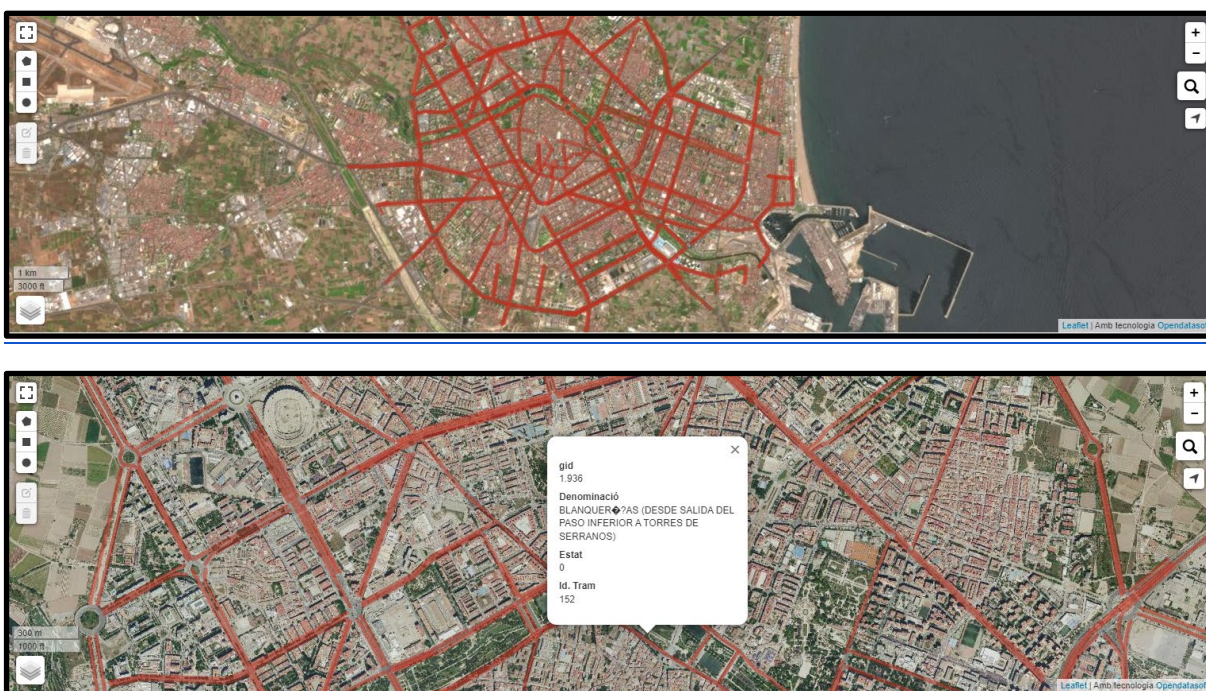 +
−
1 km
3000 ft
Leaflet | Amb tecnologia Opendatasof
+
−
gid
1.936
Denominació
BLANQUER�?AS (DESDE SALIDA DEL
PASO INFERIOR A TORRES DE
SERRANOS)
Estat
0
Id. Tram
152
300 m
1000 ft
Leaflet | Amb tecnologia Opendatasof